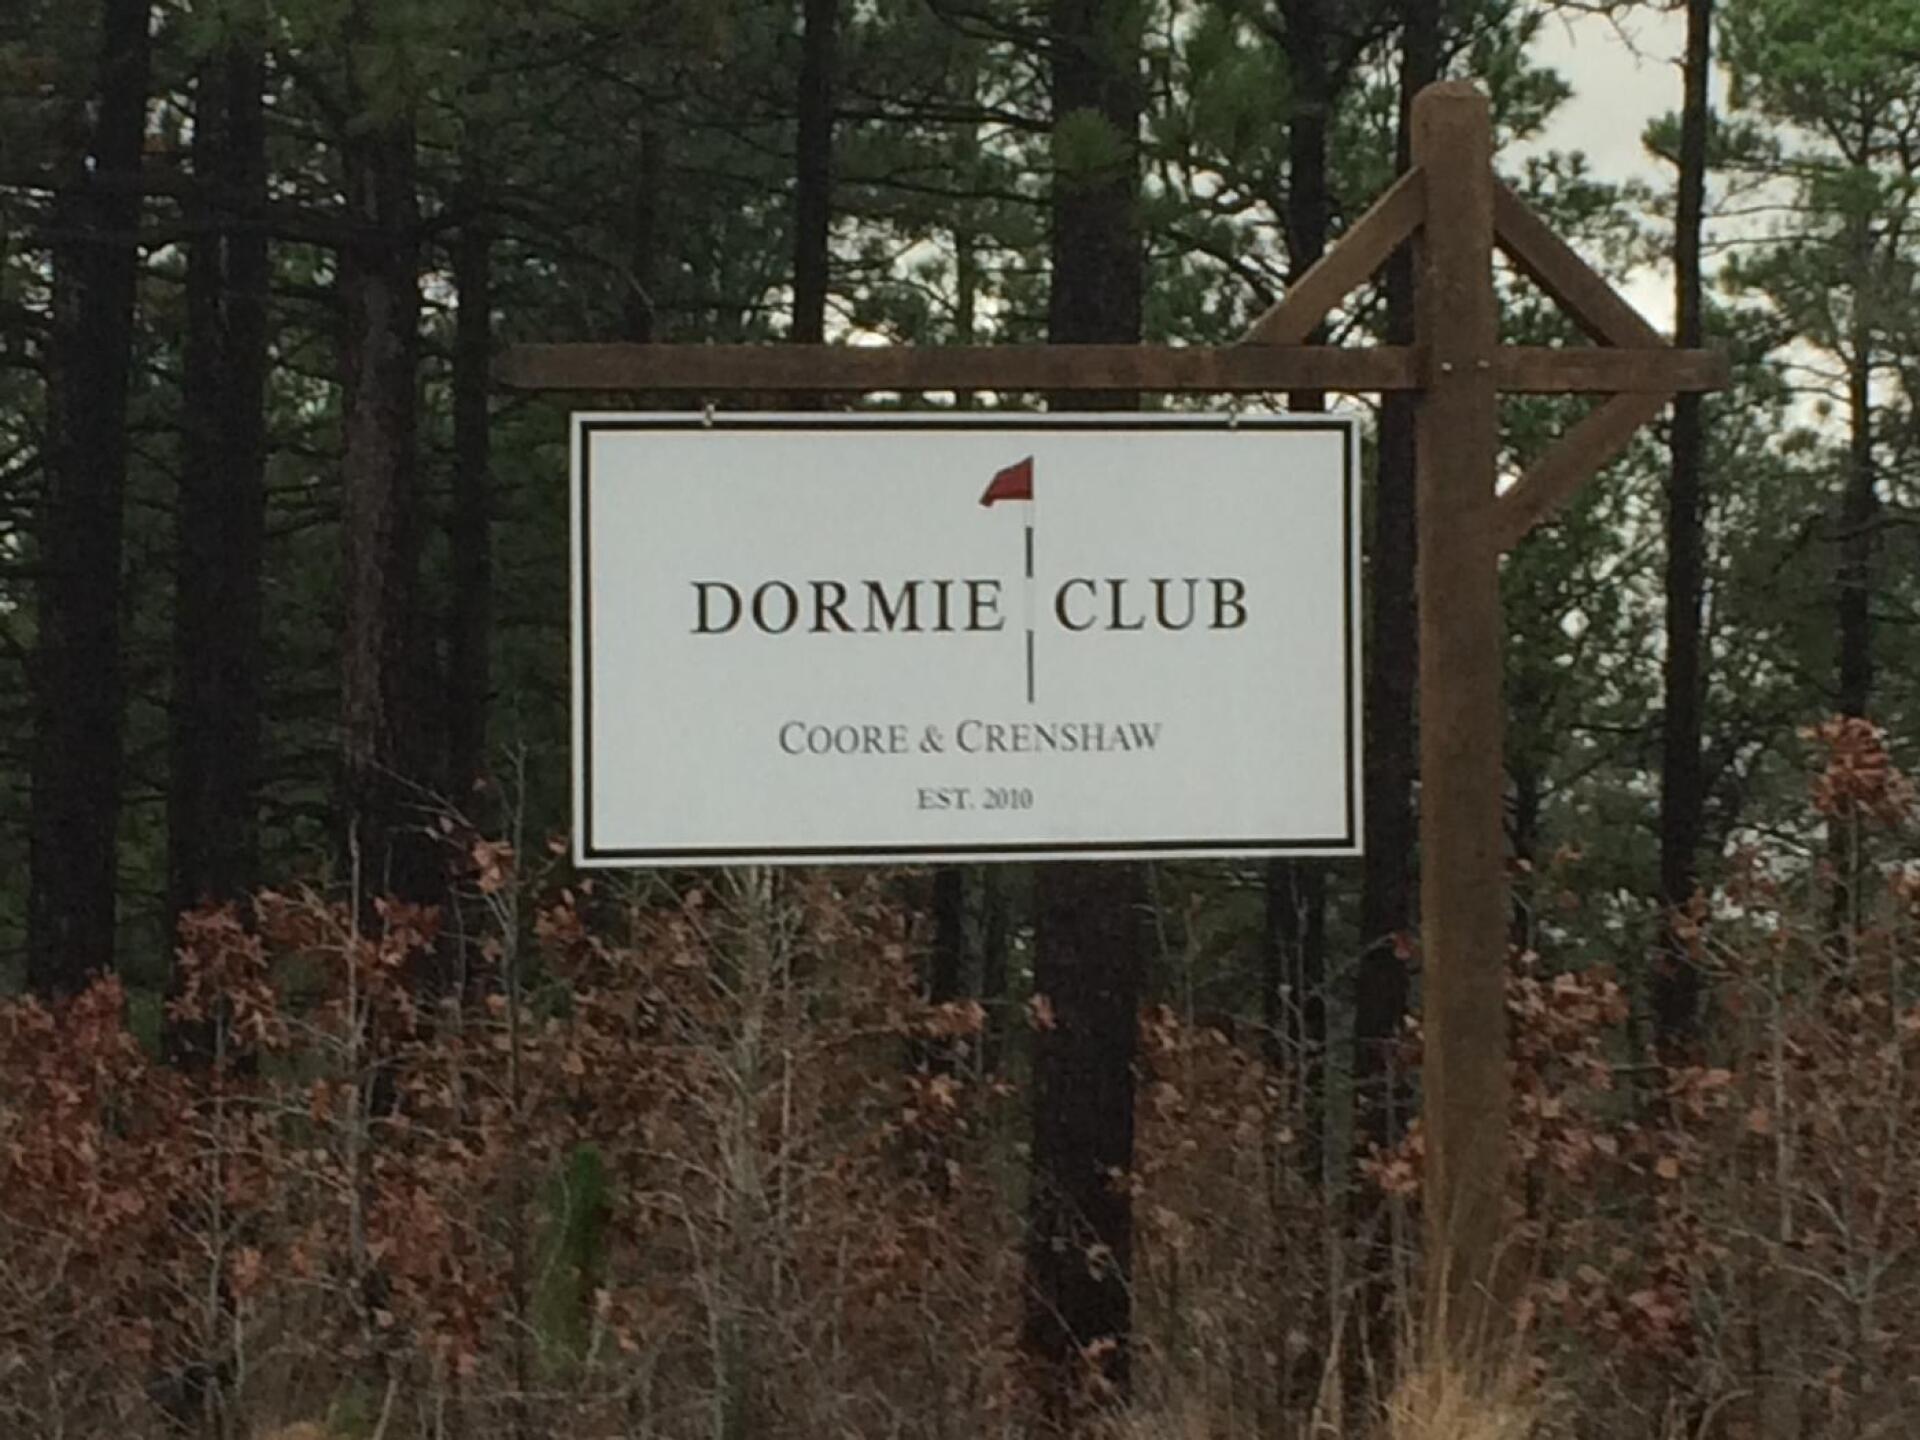 DORMIE CLUB
COORE & CRENSHAW
EST. 2010